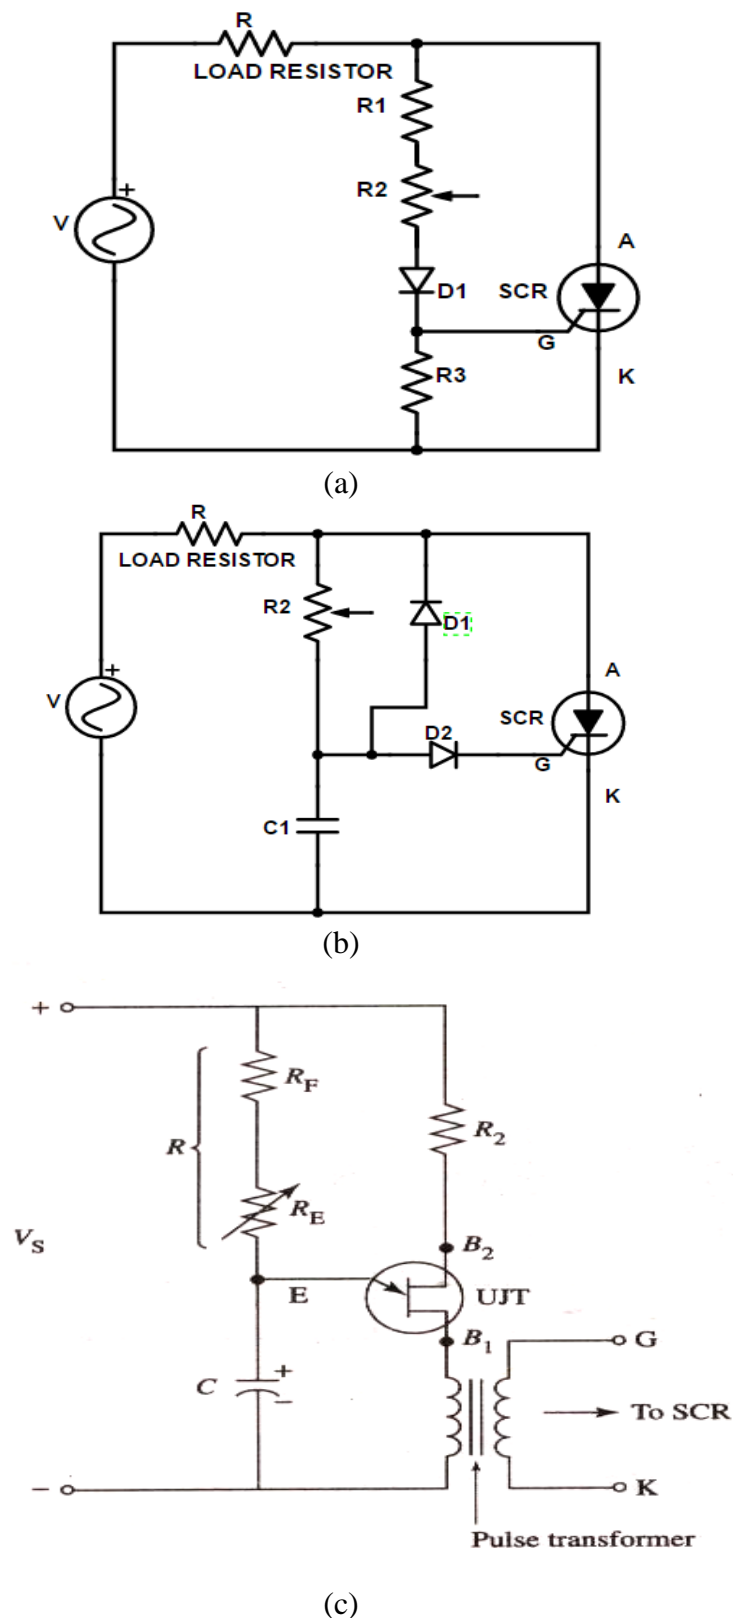 R
LOAD RESISTOR
R1
R2
+
V
A
D1
SCR
G
R3
K
(a)
R
LOAD RESISTOR
R2
D1
+
V
A
SCR
D2
G
K
C1
(b)
+
R_F
R
R_2
R_E
V_S
B_2
E
UJT
B_1
G
C
+
−
To SCR
−
K
Pulse transformer
(c)